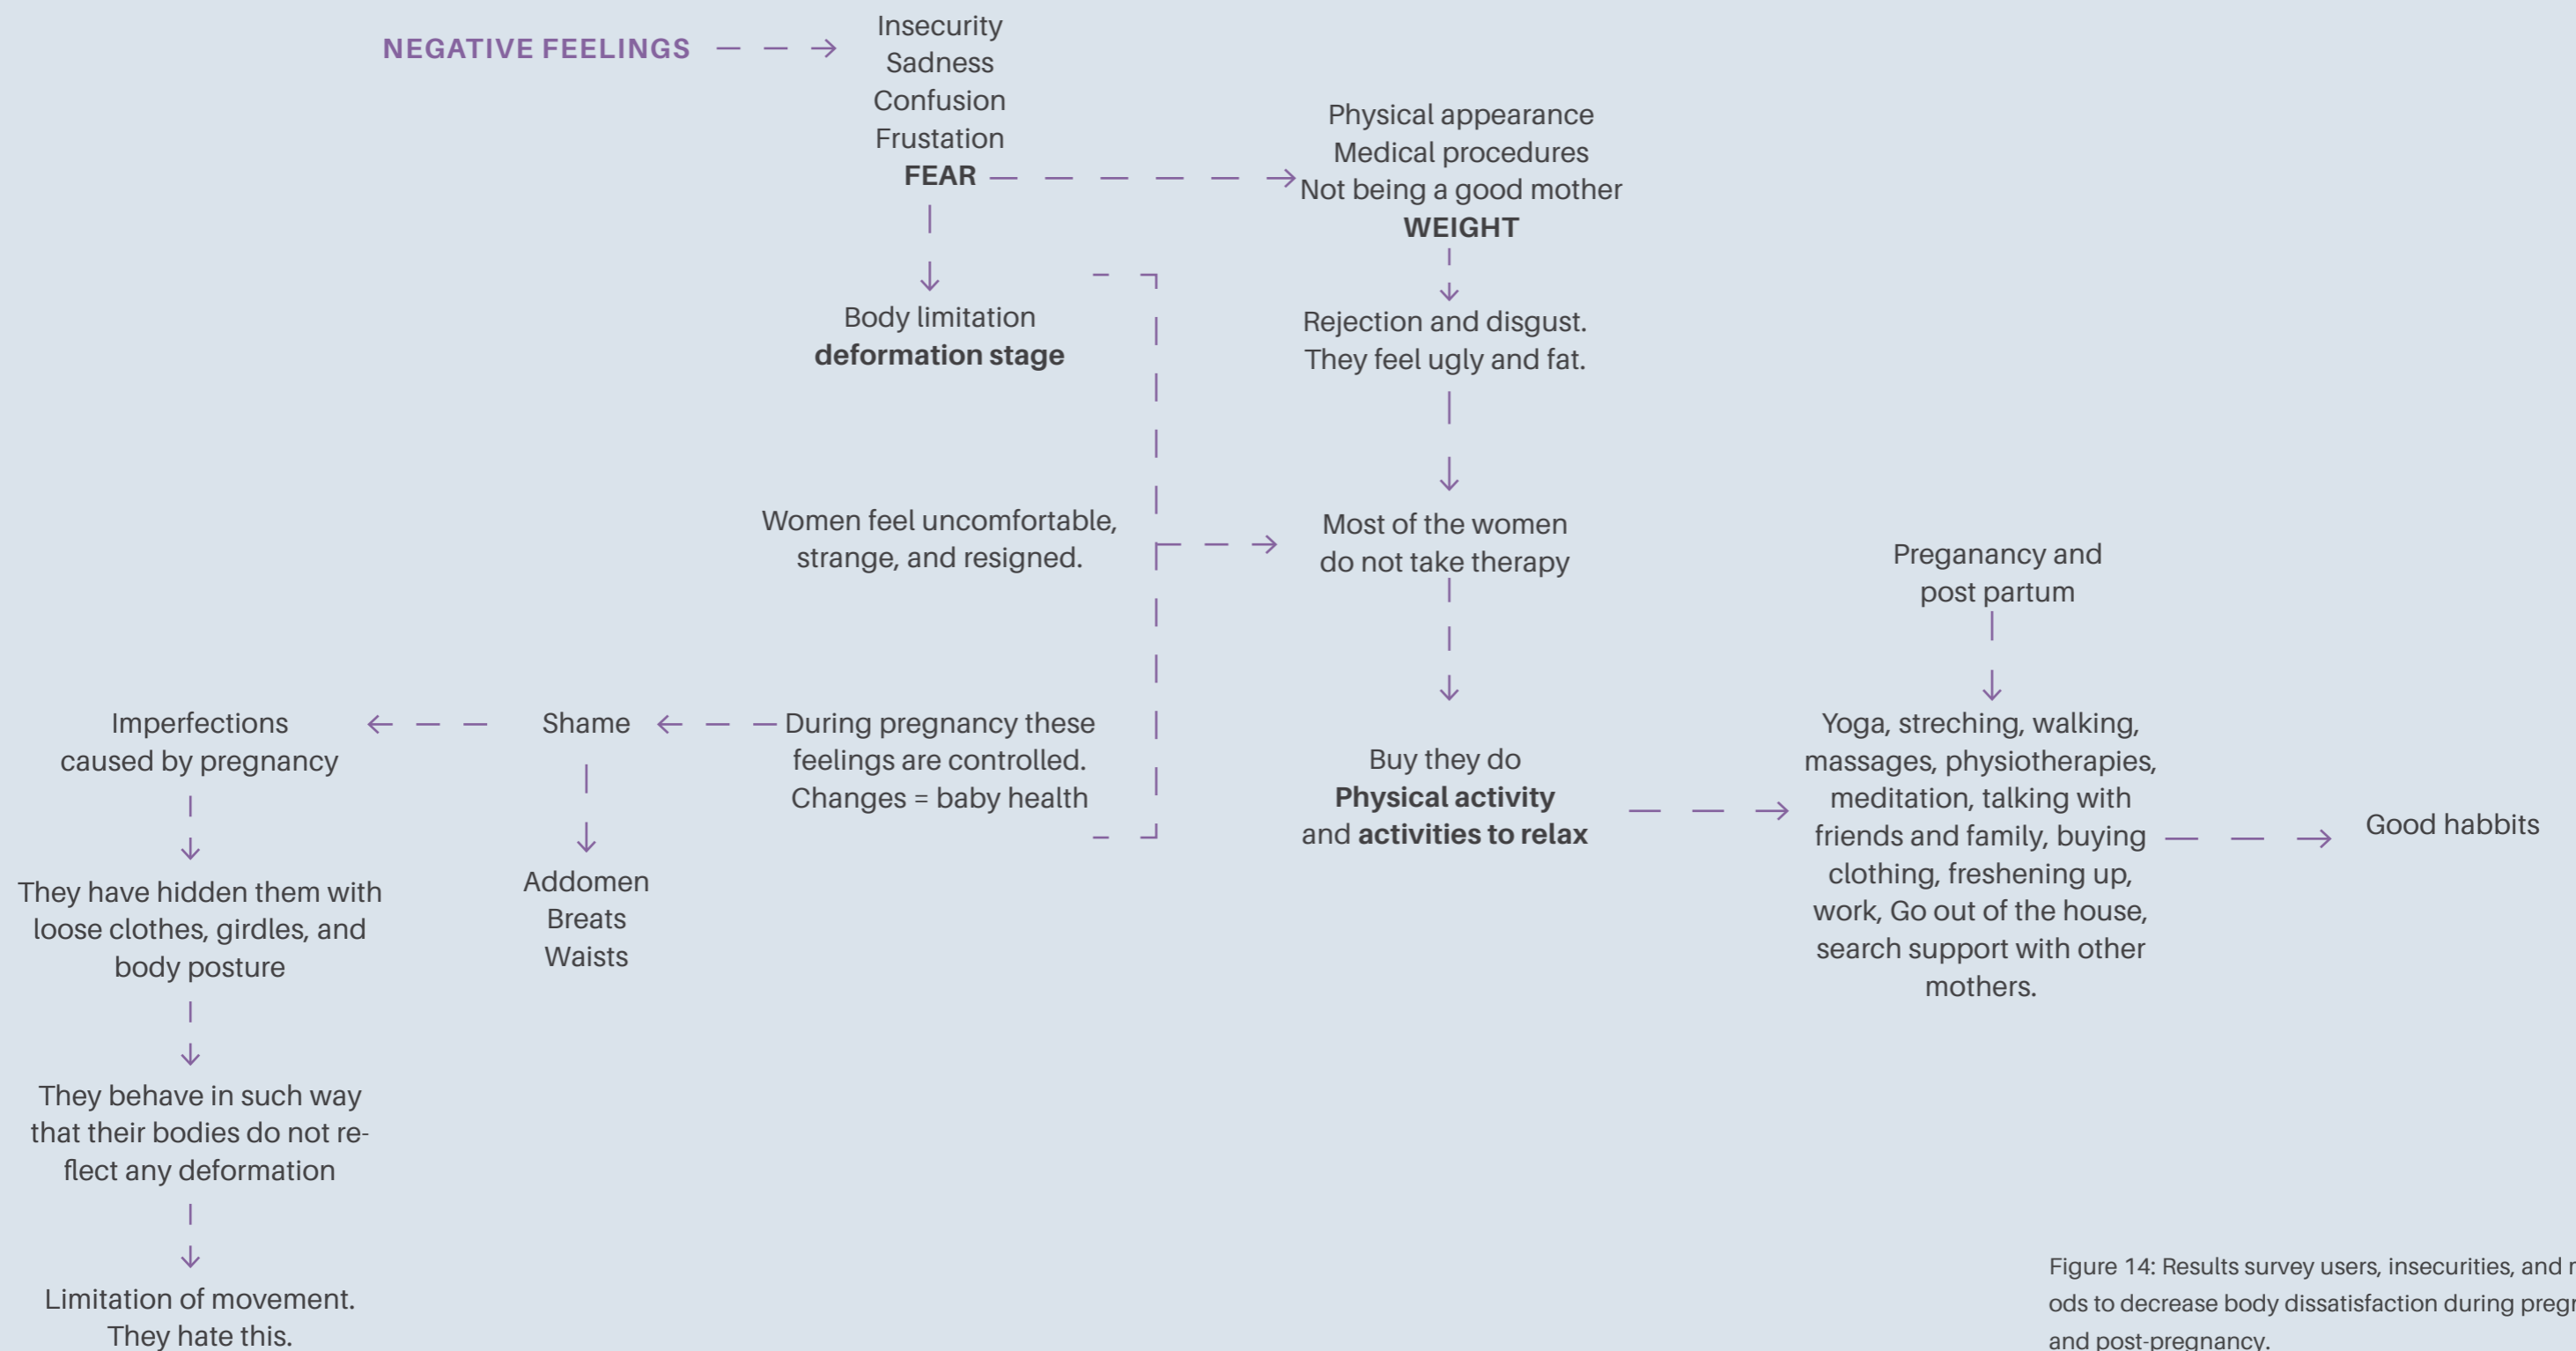 NEGATIVE FEELINGS
Insecurity
Sadness
Confusion
Frustation
FEAR
Physical appearance
Medical procedures
Not being a good mother
WEIGHT
Body limitation
deformation stage
Rejection and disgust.
They feel ugly and fat.
Women feel uncomfortable,
strange, and resigned.
Most of the women
do not take therapy
Preganancy and
post partum
Imperfections
caused by pregnancy
Shame
During pregnancy these
feelings are controlled.
Changes = baby health
Buy they do
Physical activity
and activities to relax
Yoga, streching, walking,
massages, physiotherapies,
meditation, talking with
friends and family, buying
clothing, freshening up,
work, Go out of the house,
search support with other
mothers.
Good habbits
They have hidden them with
loose clothes, girdles, and
body posture
Addomen
Breats
Waists
They behave in such way
that their bodies do not re-
flect any deformation
Limitation of movement.
They hate this.
Figure 14: Results survey users, insecurities, and
ods to decrease body dissatisfaction during
and post-pregnancy.